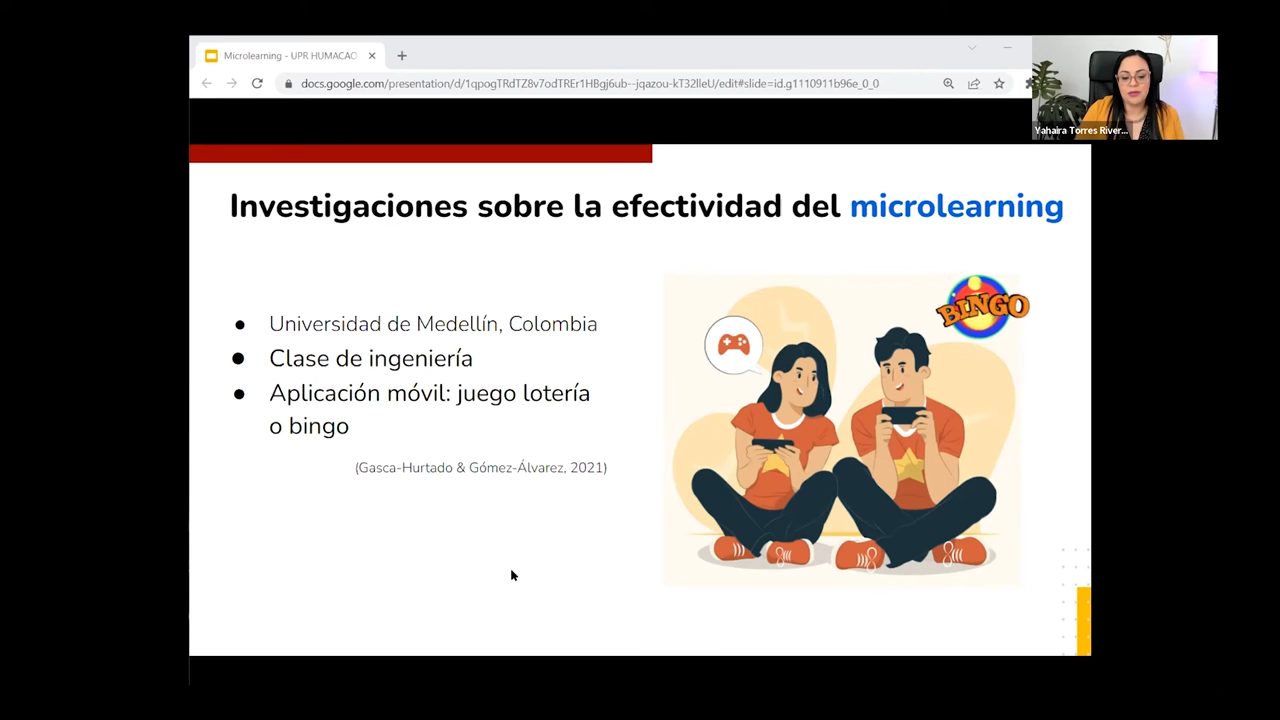 Microlearning - UPR HUMACAO
docs.google.com/presentation/d/1qpogTRdTZ8v7odTREr1HBgj6ub--jqazou-kT32lleU/edit#slide=id.g1110911b96e_0_0
Yahaira Torres River...
Investigaciones sobre la efectividad del microlearning
BINGO
● Universidad de Medellín, Colombia
● Clase de ingeniería
● Aplicación móvil: juego lotería
o bingo
(Gasca-Hurtado & Gómez-Álvarez, 2021)